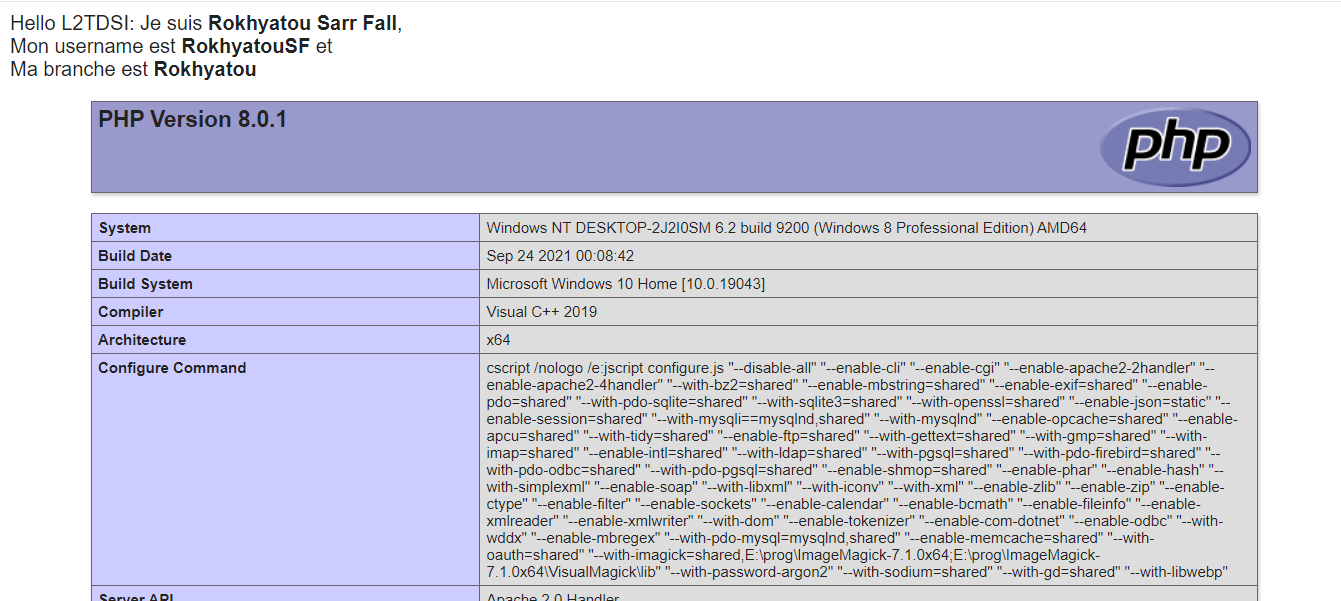 Hello L2TDSI: Je suis Rokhyatou Sarr Fall,
Mon username est RokhyatouSF et
Ma branche est Rokhyatou
PHP Version 8.0.1
php
System Windows NT DESKTOP-2J2I0SM 6.2 build 9200 (Windows 8 Professional Edition) AMD64
Build Date Sep 24 2021 00:08:42
Build System Microsoft Windows 10 Home [10.0.19043]
Compiler Visual C++ 2019
Architecture x64
Configure Command cscript /nologo /e:jscript configure.js "--disable-all" "--enable-cli" "--enable-cgi" "--enable-apache2-2handler" "--
enable-apache2-4handler" "--with-bz2=shared" "--enable-mbstring=shared" "--enable-exif=shared" "--enable-
pdo=shared" "--with-pdo-sqlite=shared" "--with-sqlite3=shared" "--with-openssl=shared" "--enable-json=static" "--
enable-session=shared" "--with-mysqli==mysqlnd,shared" "--with-mysqlnd" "--enable-opcache=shared" "--enable-
apcu=shared" "--with-tidy=shared" "--enable-ftp=shared" "--with-gettext=shared" "--with-gmp=shared" "--with-
imap=shared" "--enable-intl=shared" "--with-ldap=shared" "--with-pgsql=shared" "--with-pdo-firebird=shared" "--
with-pdo-odbc=shared" "--with-pdo-pgsql=shared" "--enable-shmop=shared" "--enable-phar" "--enable-hash" "--
with-simplexml" "--enable-soap" "--with-libxml" "--with-iconv" "--with-xml" "--enable-zlib" "--enable-zip" "--enable-
ctype" "--enable-filter" "--enable-sockets" "--enable-calendar" "--enable-bcmath" "--enable-fileinfo" "--enable-
xmlreader" "--enable-xmlwriter" "--with-dom" "--enable-tokenizer" "--enable-com-dotnet" "--enable-odbc" "--with-
wddx" "--enable-mbregex" "--with-pdo-mysql=mysqlnd,shared" "--enable-memcache=shared" "--with-
oauth=shared" "--with-imagick=shared,E:\prog\ImageMagick-7.1.0x64;E:\prog\ImageMagick-
7.1.0x64\VisualMagick\lib" "--with-password-argon2" "--with-sodium=shared" "--with-gd=shared" "--with-libwebp"
Server API Apache 2.0 Handler